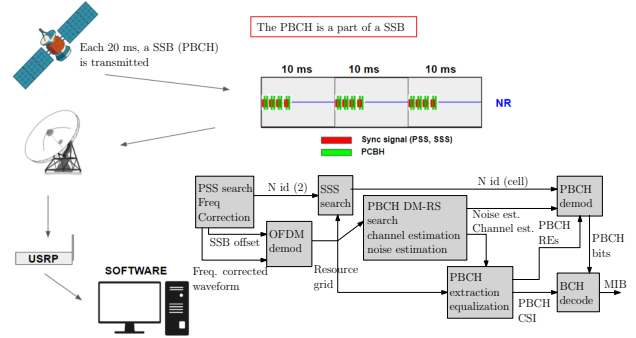 The PBCH is a part of a SSB
Each 20 ms, a SSB (PBCH)
is transmitted
10 ms
10 ms
10 ms
NR
Sync signal (PSS, SSS)
PCBH
PSS search
Freq
Correction
N id (2)
SSS
search
N id (cell)
PBCH
demod
SSB offset
OFDM
demod
PBCH DM-RS
search
channel estimation
noise estimation
Noise est.
Channel est.
PBCH
REs
PBCH
bits
Freq. corrected
waveform
Resource
grid
PBCH
extraction
equalization
PBCH
CSI
BCH
decode
MIB
USRP
SOFTWARE